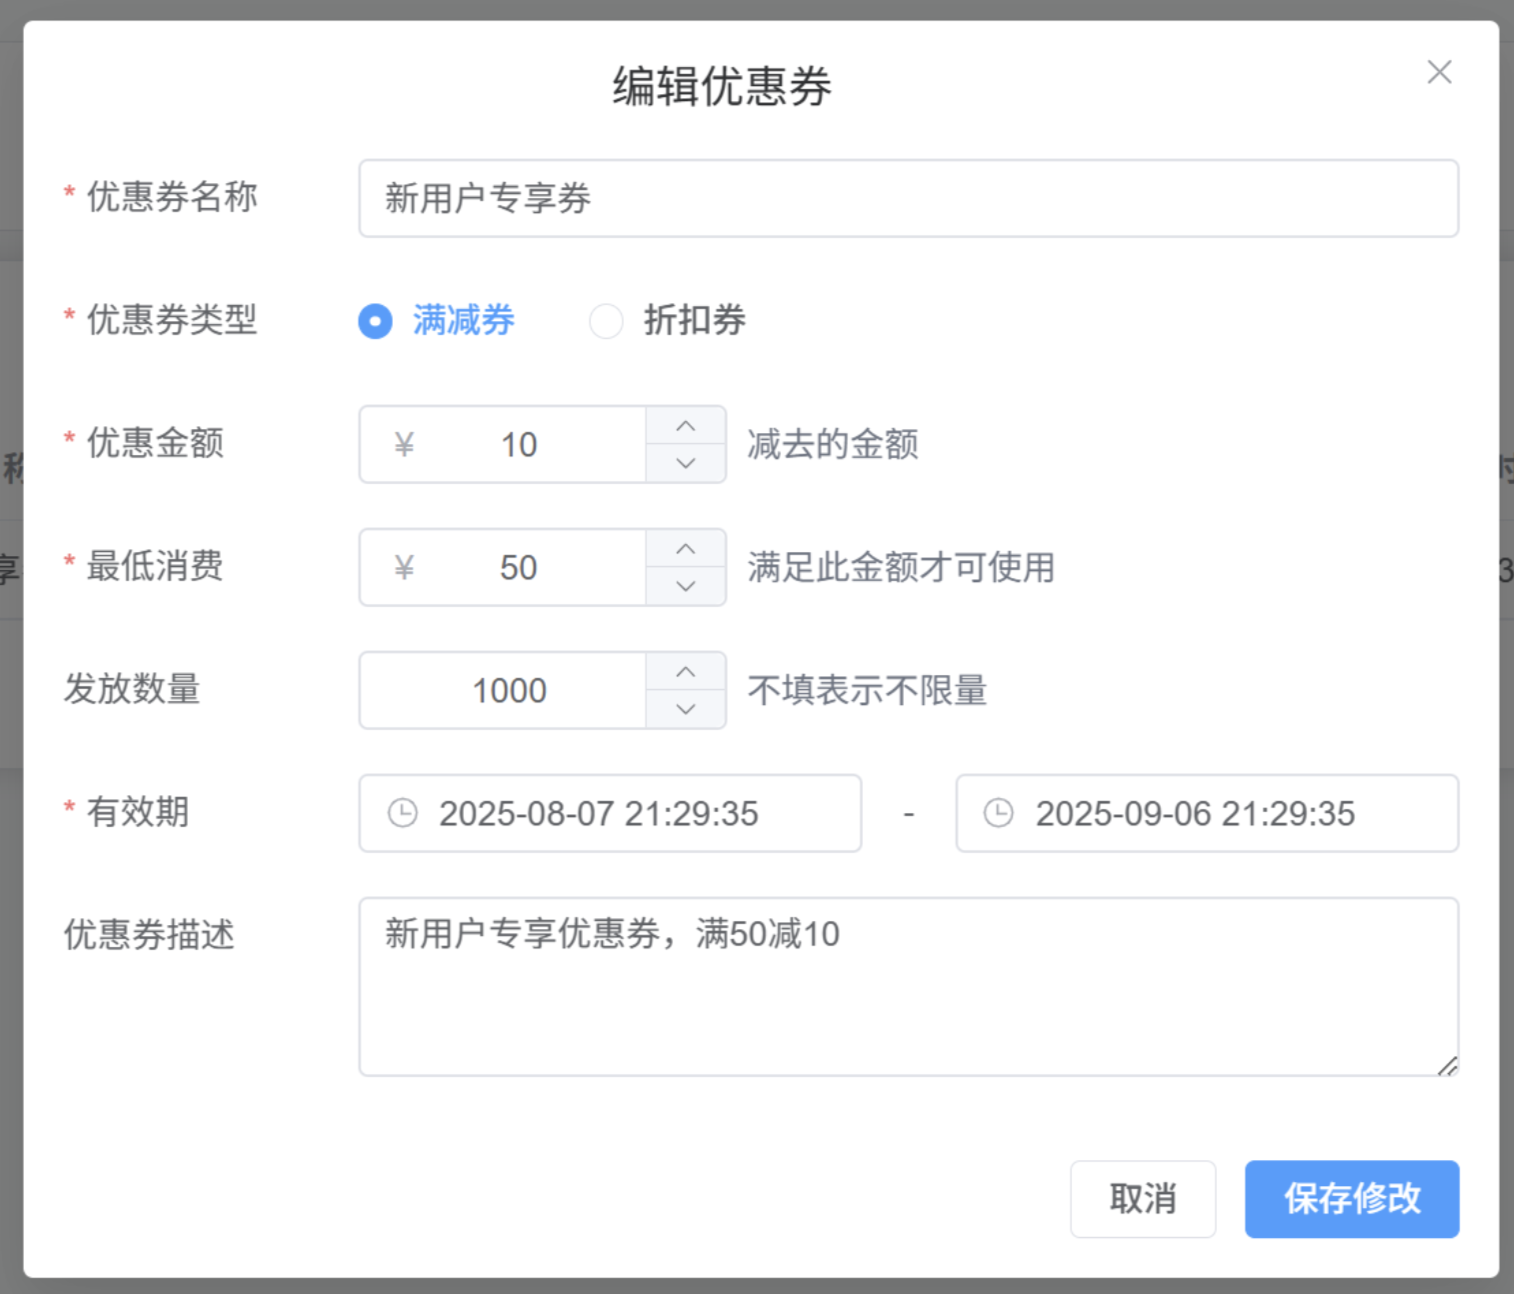 编辑优惠券
* 优惠券名称 新用户专享券
* 优惠券类型 满减券 折扣券
* 优惠金额 ¥ 10 减去的金额
* 最低消费 ¥ 50 满足此金额才可使用
发放数量 1000 不填表示不限量
* 有效期 2025-08-07 21:29:35 - 2025-09-06 21:29:35
优惠券描述 新用户专享优惠券，满50减10
取消 保存修改